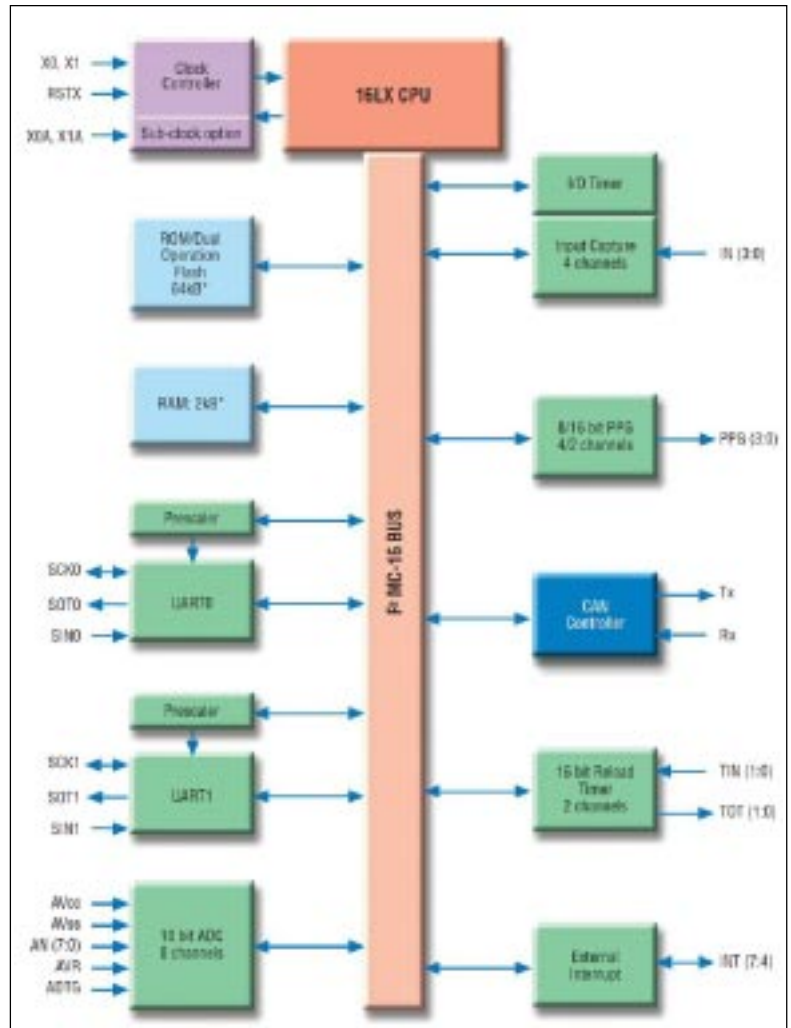 X0, X1
RSTX
X0A, X1A
Clock
Controller
Sub-clock option
16LX CPU
I/O Timer
Input Capture
4 channels
IN (3:0)
ROM/Dual
Operation
Flash
64kB*
RAM: 2kB*
8/16 bit PPG
4/2 channels
PPG (3:0)
F² MC-16 BUS
Prescaler
SCK0
SOT0
SIN0
UART0
CAN
Controller
Tx
Rx
Prescaler
SCK1
SOT1
SIN1
UART1
16 bit Reload
Timer
2 channels
TIN (1:0)
TOT (1:0)
AVcc
AVss
AN (7:0)
AVR
ADTG
10 bit ADC
8 channels
External
Interrupt
INT (7:4)